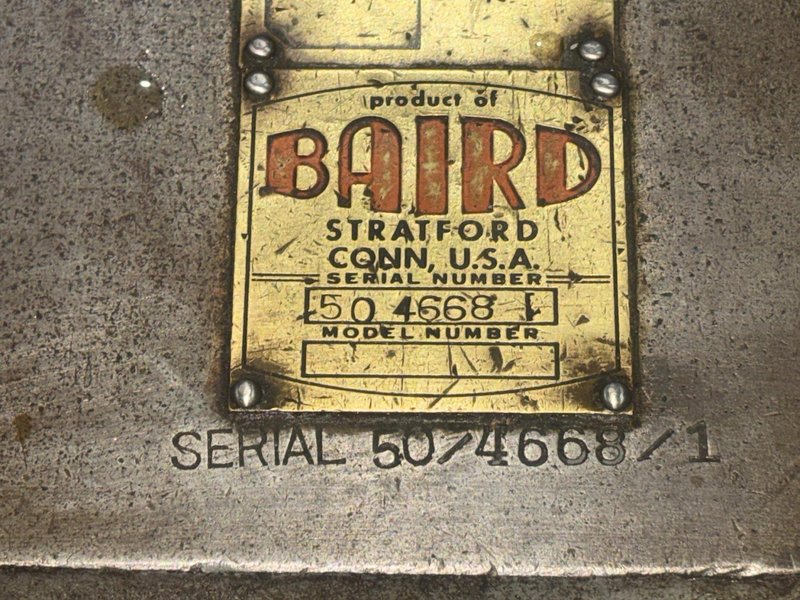 product of
BAIRD
STRATFORD
CONN, U.S.A.
SERIAL NUMBER
50 4668 1
MODEL NUMBER
SERIAL 50/4668/1